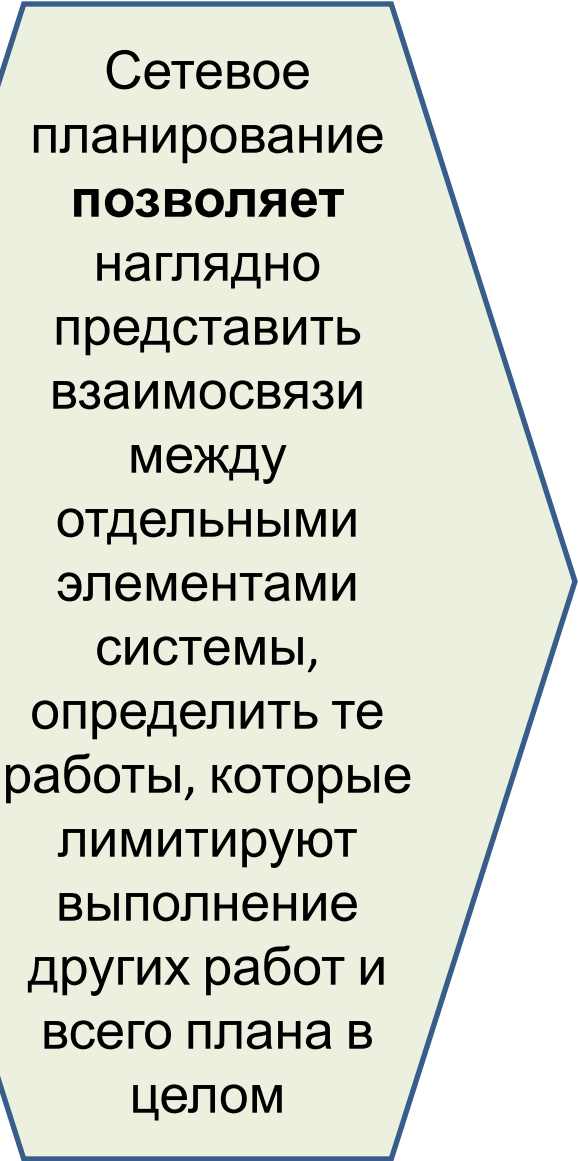 Сетевое
планирование
позволяет
наглядно
представить
взаимосвязи
между
отдельными
элементами
системы,
определить те
работы, которые
лимитируют
выполнение
других работ и
всего плана в
целом